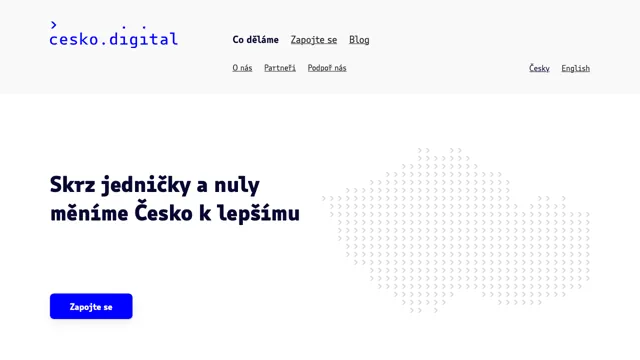 cesko.digital
Co děláme Zapojte se Blog
O nás Partneři Podpoř nás
Česky English
Skrz jedničky a nuly
měníme Česko k lepšímu
Zapojte se